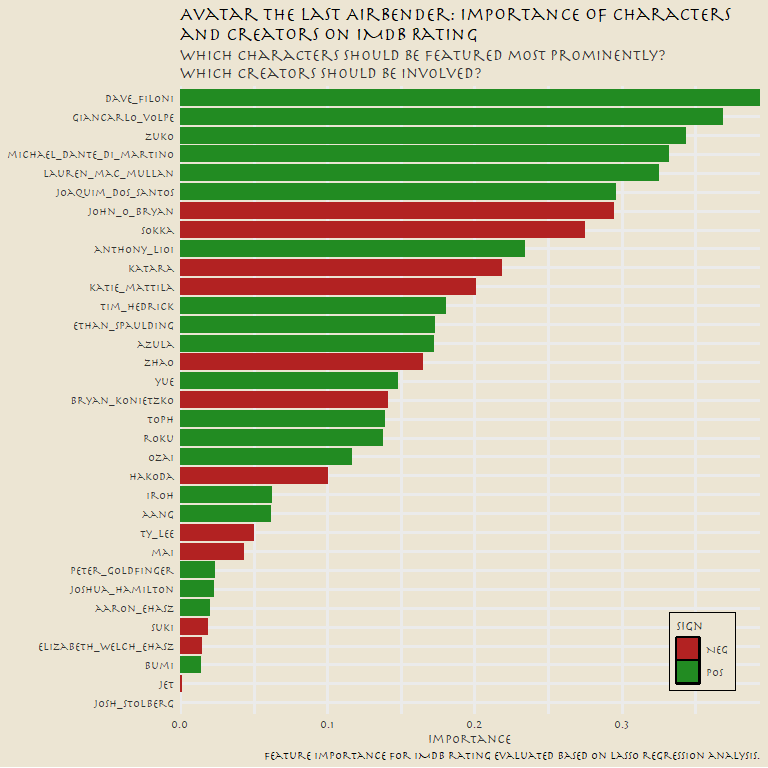 Avatar The Last Airbender: Importance of Characters
and Creators on IMDB Rating
Which characters should be featured most prominently?
Which creators should be involved?
dave_filoni
giancarlo_volpe
zuko
michael_dante_di_martino
lauren_mac_mullan
joaquim_dos_santos
john_o_bryan
sokka
anthony_lioi
katara
katie_mattila
tim_hedrick
ethan_spaulding
azula
zhao
yue
bryan_konietzko
toph
roku
ozai
hakoda
iroh
aang
ty_lee
mai
peter_goldfinger
joshua_hamilton
aaron_ehasz
suki
elizabeth_welch_ehasz
bumi
jet
josh_stolberg
Sign
NEG
POS
0.0 0.1 0.2 0.3
Importance
Feature importance for IMDB rating evaluated based on LASSO regression analysis.